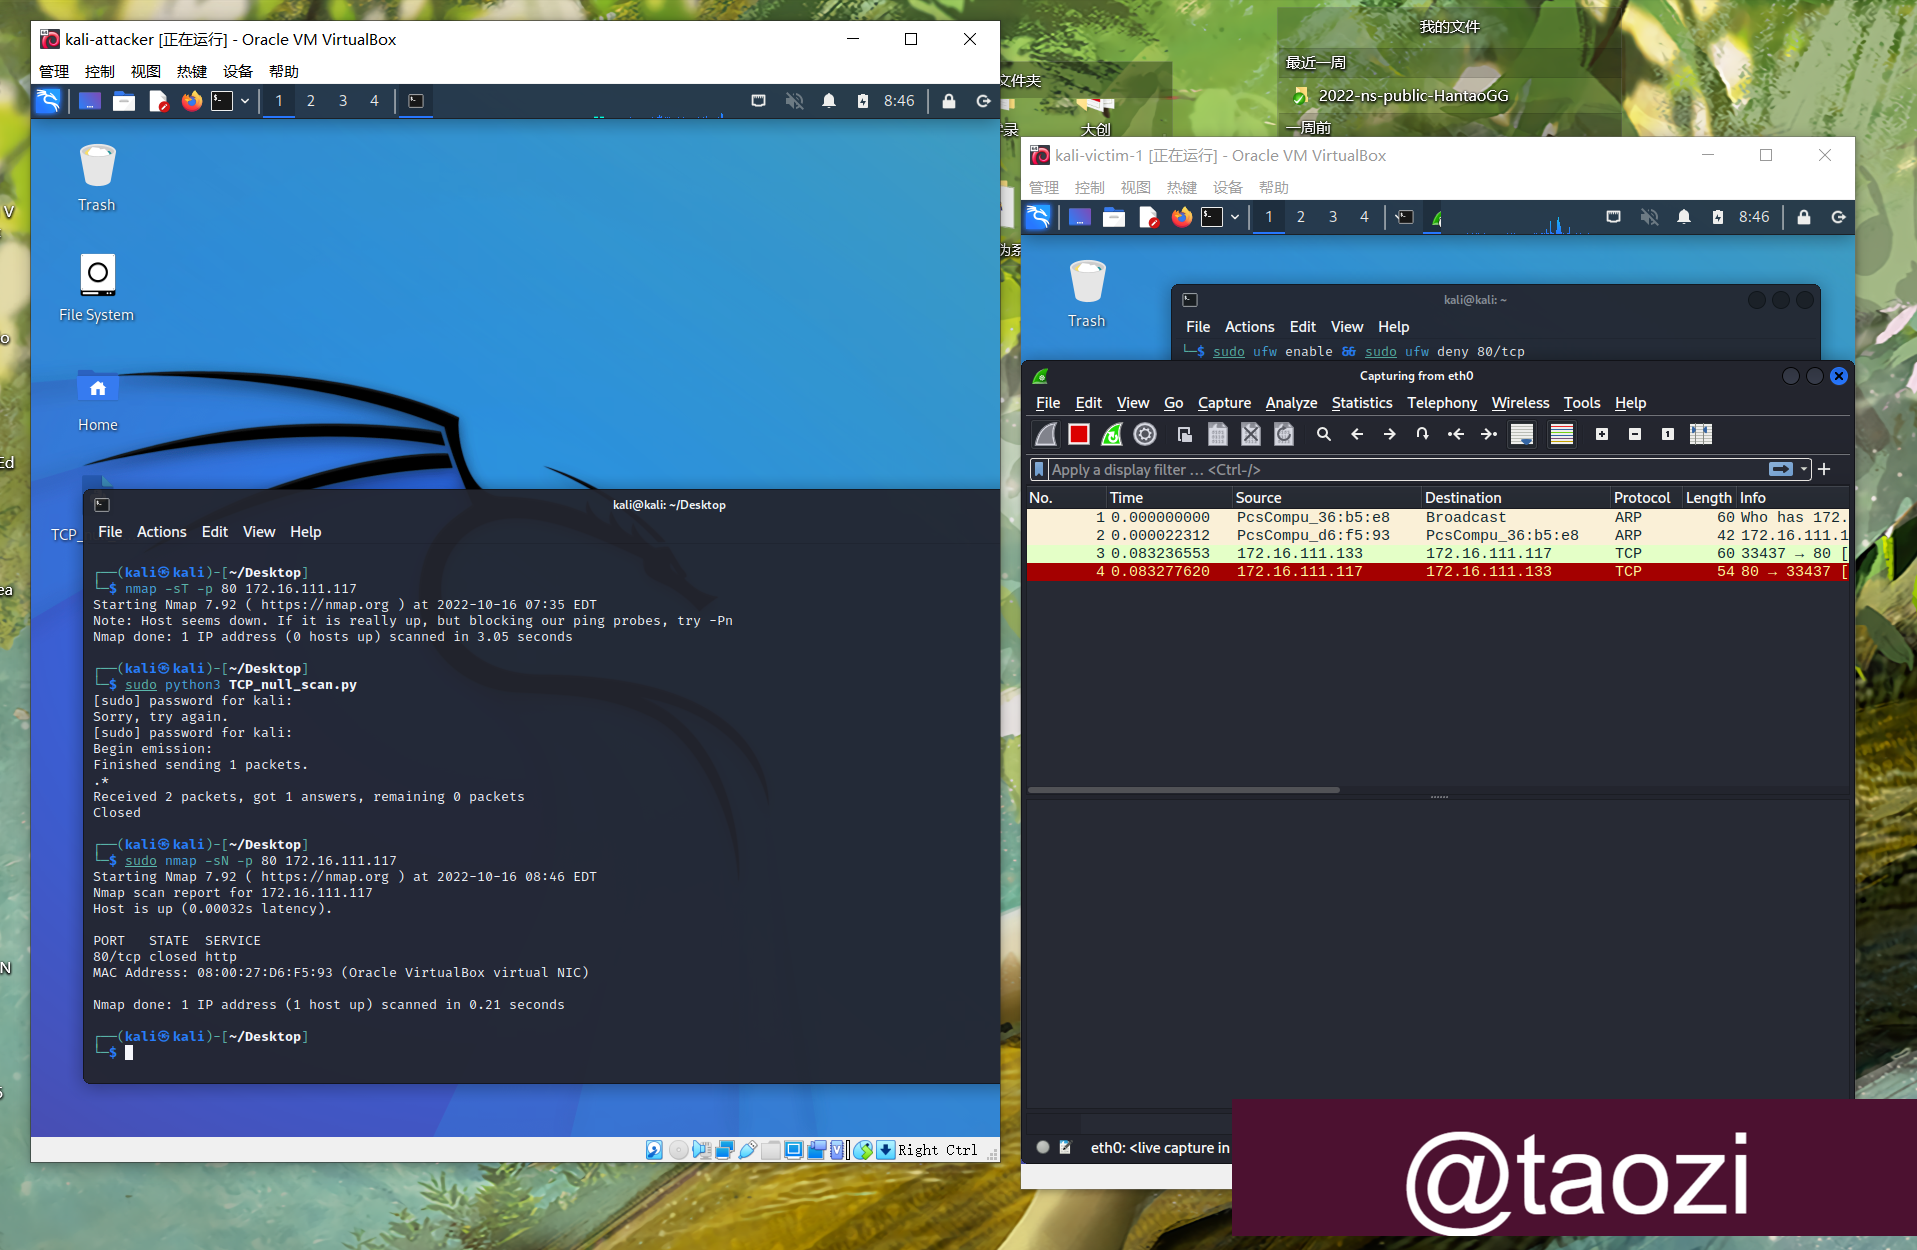 kali-attacker [正在运行] - Oracle VM VirtualBox
管理 控制 视图 热键 设备 帮助
1 2 3 4 8:46
Trash
File System
Home
TCP_
kali@kali: ~/Desktop
File Actions Edit View Help
┌──(kali㉿kali)-[~/Desktop]
└─$ nmap -sT -p 80 172.16.111.117
Starting Nmap 7.92 ( https://nmap.org ) at 2022-10-16 07:35 EDT
Note: Host seems down. If it is really up, but blocking our ping probes, try -Pn
Nmap done: 1 IP address (0 hosts up) scanned in 3.05 seconds
┌──(kali㉿kali)-[~/Desktop]
└─$ sudo python3 TCP_null_scan.py
[sudo] password for kali:
Sorry, try again.
[sudo] password for kali:
Begin emission:
Finished sending 1 packets.
.*
Received 2 packets, got 1 answers, remaining 0 packets
Closed
┌──(kali㉿kali)-[~/Desktop]
└─$ sudo nmap -sN -p 80 172.16.111.117
Starting Nmap 7.92 ( https://nmap.org ) at 2022-10-16 08:46 EDT
Nmap scan report for 172.16.111.117
Host is up (0.00032s latency).
PORT STATE SERVICE
80/tcp closed http
MAC Address: 08:00:27:D6:F5:93 (Oracle VirtualBox virtual NIC)
Nmap done: 1 IP address (1 host up) scanned in 0.21 seconds
┌──(kali㉿kali)-[~/Desktop]
└─$
Right Ctrl
文件夹
大创
我的文件
最近一周
2022-ns-public-HantaoGG
一周前
kali-victim-1 [正在运行] - Oracle VM VirtualBox
管理 控制 视图 热键 设备 帮助
1 2 3 4 8:46
Trash
kali@kali: ~
File Actions Edit View Help
└─$ sudo ufw enable && sudo ufw deny 80/tcp
Capturing from eth0
File Edit View Go Capture Analyze Statistics Telephony Wireless Tools Help
Apply a display filter … <Ctrl-/>
No. Time Source Destination Protocol Length Info
1 0.000000000 PcsCompu_36:b5:e8 Broadcast ARP 60 Who has 172.
2 0.000022312 PcsCompu_d6:f5:93 PcsCompu_36:b5:e8 ARP 42 172.16.111.1
3 0.083236553 172.16.111.133 172.16.111.117 TCP 60 33437 → 80 [
4 0.083277620 172.16.111.117 172.16.111.133 TCP 54 80 → 33437 [
eth0: <live capture in
@taozi